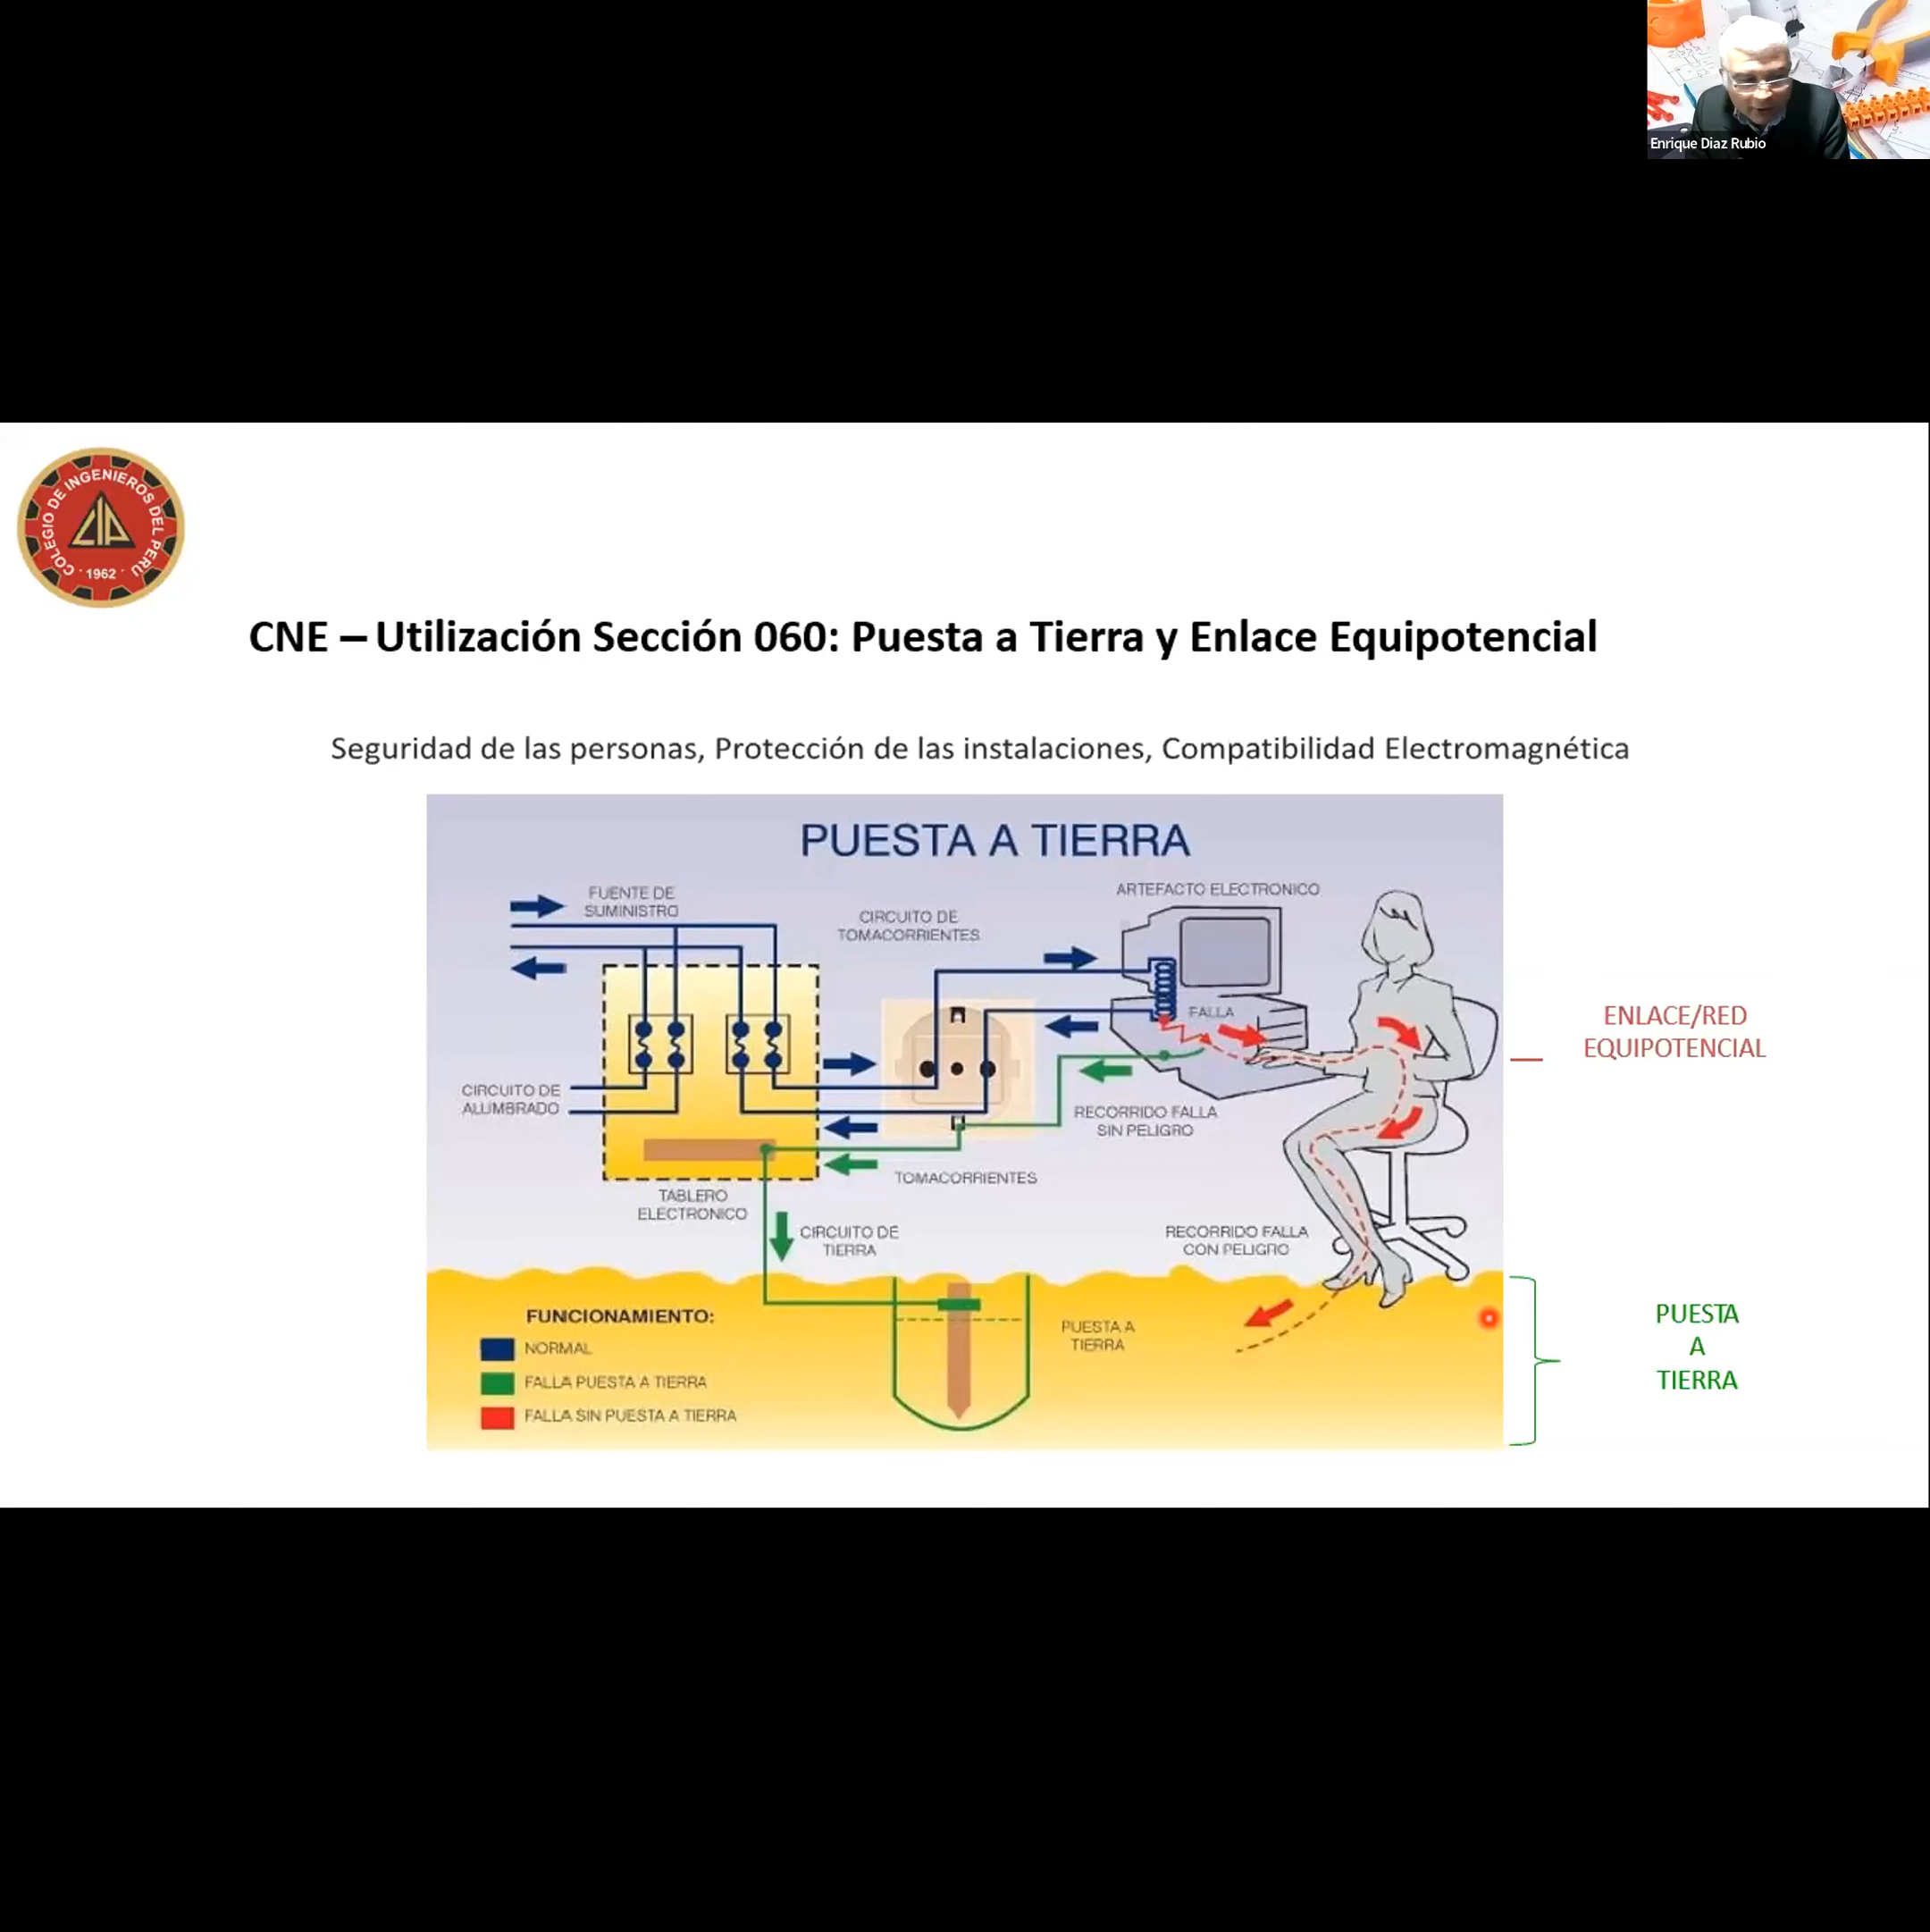 Enrique Diaz Rubio
COLEGIO DE INGENIEROS DEL PERU
· 1962 ·
CIP
CNE – Utilización Sección 060: Puesta a Tierra y Enlace Equipotencial
Seguridad de las personas, Protección de las instalaciones, Compatibilidad Electromagnética
PUESTA A TIERRA
FUENTE DE
SUMINISTRO
CIRCUITO DE
TOMACORRIENTES
ARTEFACTO ELECTRONICO
FALLA
ENLACE/RED
EQUIPOTENCIAL
CIRCUITO DE
ALUMBRADO
RECORRIDO FALLA
SIN PELIGRO
TOMACORRIENTES
TABLERO
ELECTRONICO
CIRCUITO DE
TIERRA
RECORRIDO FALLA
CON PELIGRO
FUNCIONAMIENTO:
NORMAL
FALLA PUESTA A TIERRA
FALLA SIN PUESTA A TIERRA
PUESTA A
TIERRA
PUESTA
A
TIERRA